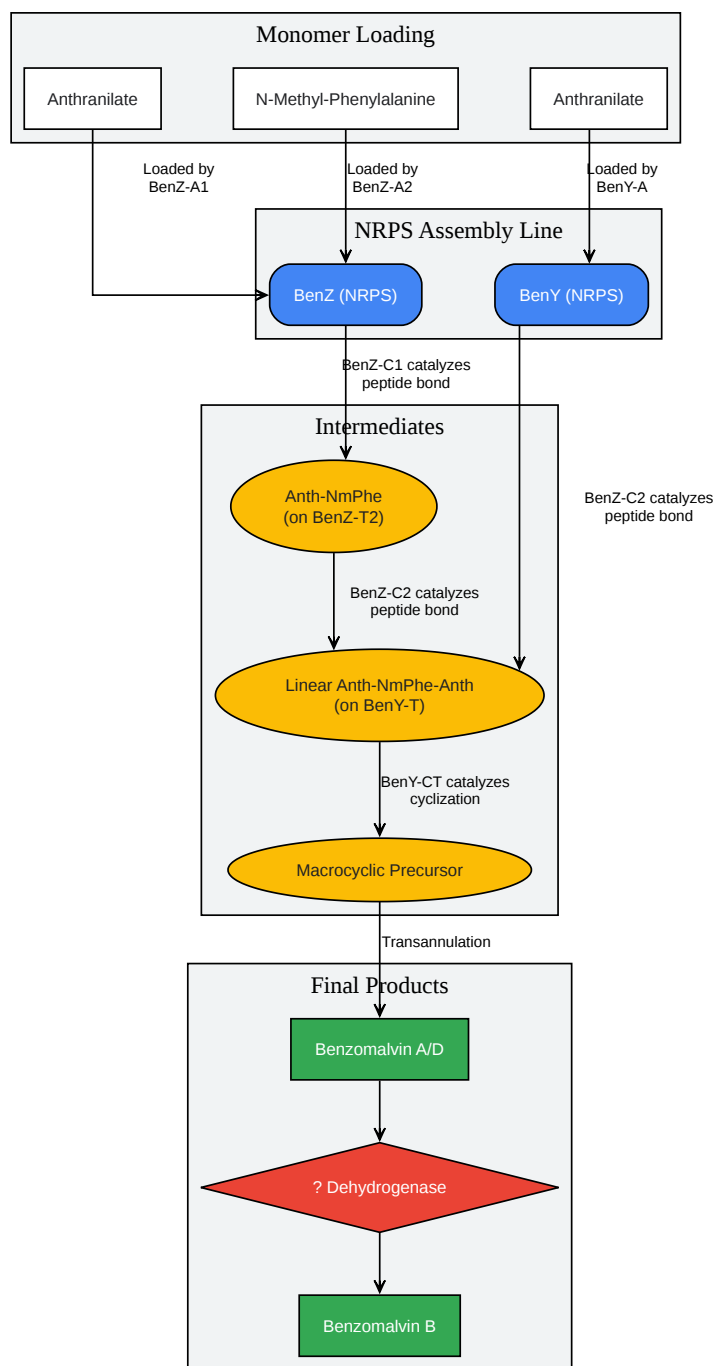 Monomer Loading
Anthranilate
N-Methyl-Phenylalanine
Anthranilate
Loaded by
BenZ-A1
Loaded by
BenZ-A2
Loaded by
BenY-A
NRPS Assembly Line
BenZ (NRPS)
BenY (NRPS)
BenZ-C1 catalyzes
peptide bond
Intermediates
Anth-NmPhe
(on BenZ-T2)
BenZ-C2 catalyzes
peptide bond
BenZ-C2 catalyzes
peptide bond
Linear Anth-NmPhe-Anth
(on BenY-T)
BenY-CT catalyzes
cyclization
Macrocyclic Precursor
Transannulation
Final Products
Benzomalvin A/D
? Dehydrogenase
Benzomalvin B